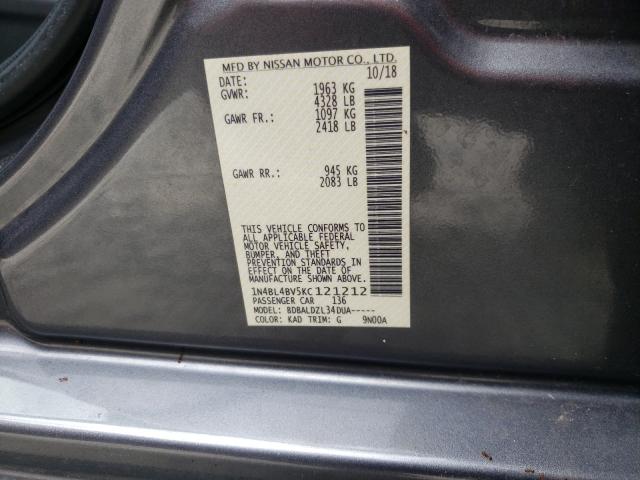 MFD BY NISSAN MOTOR CO., LTD.
DATE: 10/18
GVWR: 1963 KG
4328 LB
GAWR FR.: 1097 KG
2418 LB
GAWR RR.: 945 KG
2083 LB
THIS VEHICLE CONFORMS TO
ALL APPLICABLE FEDERAL
MOTOR VEHICLE SAFETY,
BUMPER, AND THEFT
PREVENTION STANDARDS IN
EFFECT ON THE DATE OF
MANUFACTURE SHOWN ABOVE.
1N4BL4BV5KC121212
PASSENGER CAR 136
MODEL: BDBALDZL34DUA-----
COLOR: KAD TRIM: G 9N00A